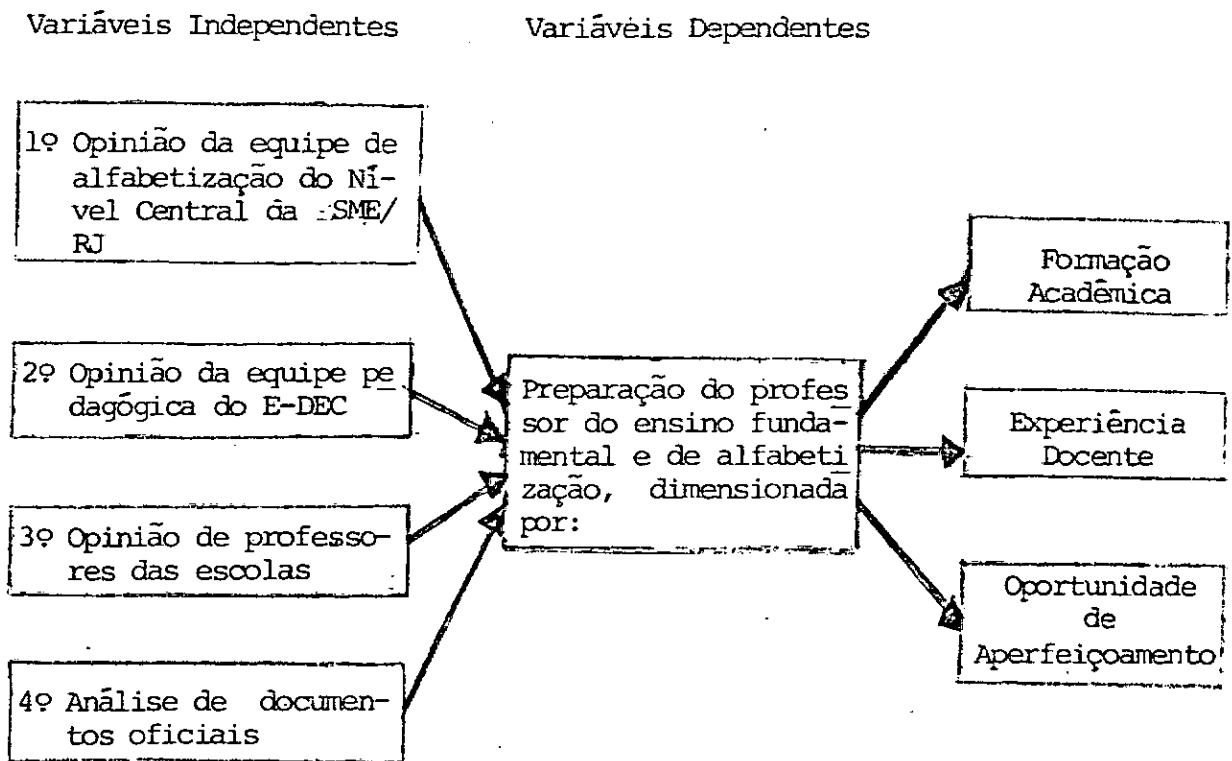 Variáveis Independentes
Variáveis Dependentes
1º Opinião da equipe de
alfabetização do Ní-
vel Central da SME/
RJ
2º Opinião da equipe pe
dagógica do E-DEC
3º Opinião de professo-
res das escolas
4º Análise de documen-
tos oficiais
Preparação do profes
sor do ensino funda-
mental e de alfabeti
zação, dimensionada
por:
Formação
Acadêmica
Experiência
Docente
Oportunidade
de
Aperfeiçoamento